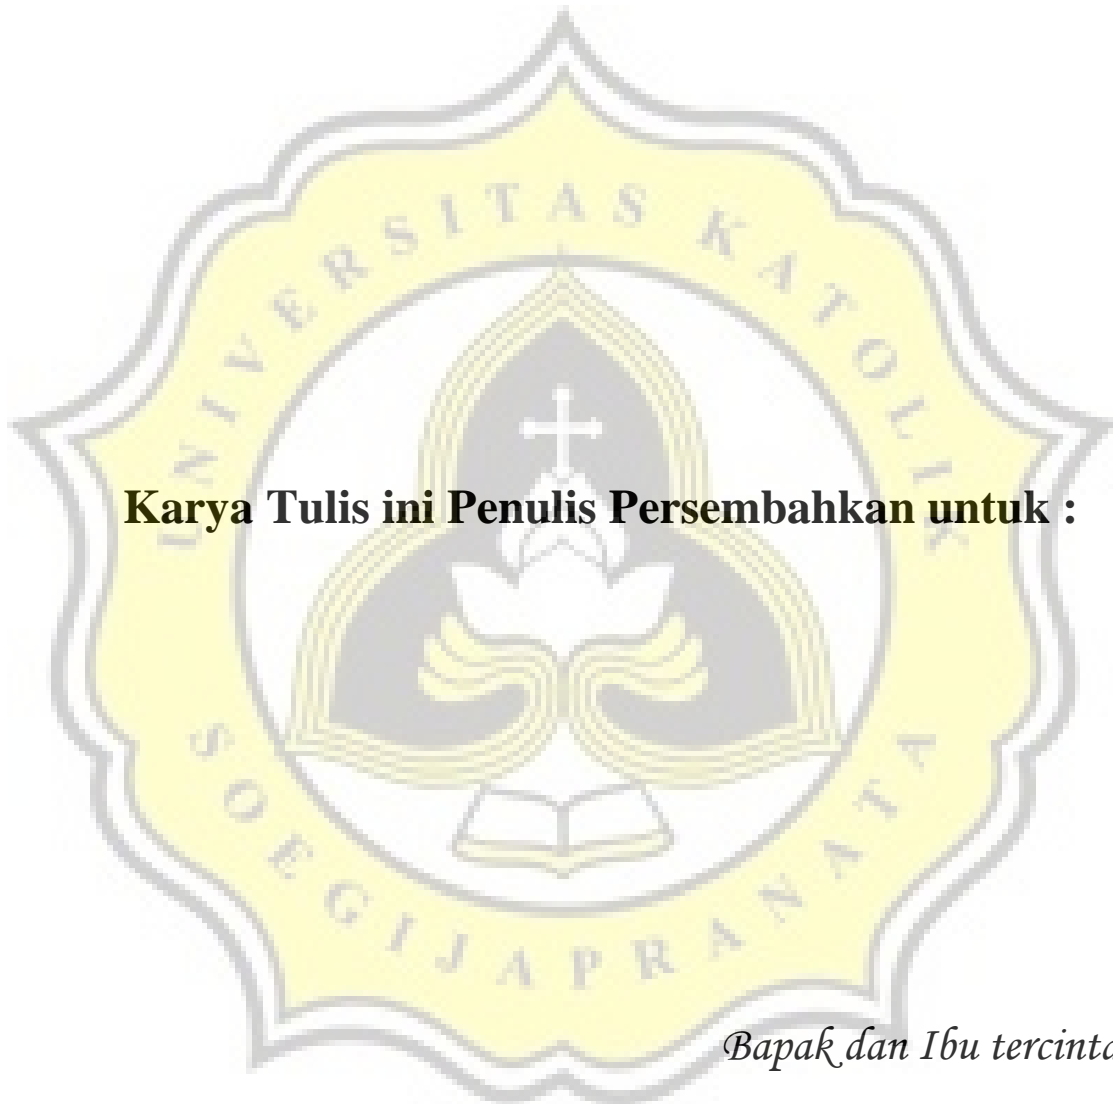 UNIVERSITAS KATOLIK
Karya Tulis ini Penulis Persembahkan untuk :
SOEGIJAPRANATA
Bapak dan Ibu tercinta